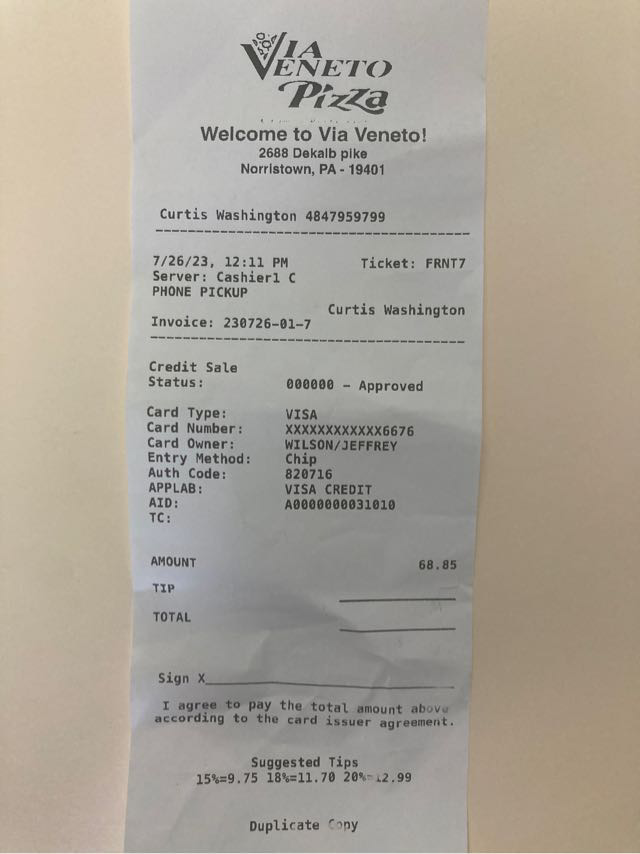 VIA
VENETO
Pizza
Welcome to Via Veneto!
2688 Dekalb pike
Norristown, PA - 19401
Curtis Washington 4847959799
7/26/23, 12:11 PM Ticket: FRNT7
Server: Cashier1 C
PHONE PICKUP
Curtis Washington
Invoice: 230726-01-7
Credit Sale
Status: 000000 - Approved
Card Type: VISA
Card Number: XXXXXXXXXXXX6676
Card Owner: WILSON/JEFFREY
Entry Method: Chip
Auth Code: 820716
APPLAB: VISA CREDIT
AID: A0000000031010
TC:
AMOUNT 68.85
TIP
TOTAL
Sign X
I agree to pay the total amount above
according to the card issuer agreement.
Suggested Tips
15%=9.75 18%=11.70 20%=12.99
Duplicate Copy